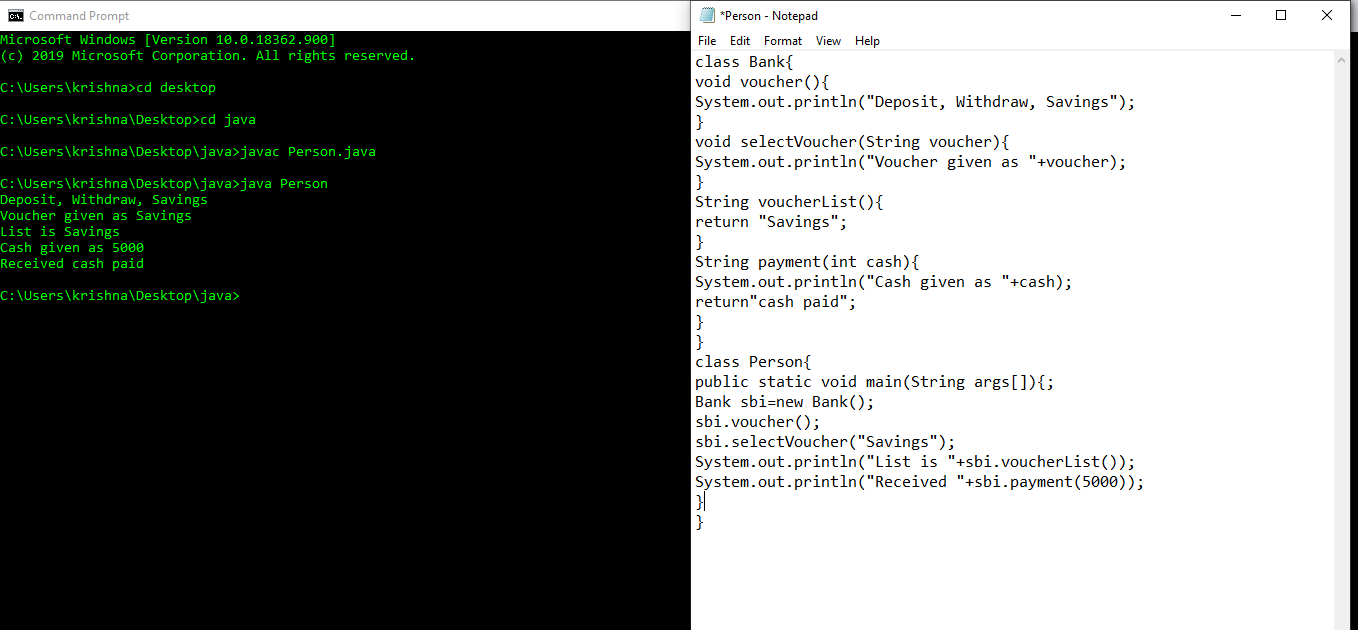 Command Prompt
Microsoft Windows [Version 10.0.18362.900]
(c) 2019 Microsoft Corporation. All rights reserved.
C:\Users\krishna>cd desktop
C:\Users\krishna\Desktop>cd java
C:\Users\krishna\Desktop\java>javac Person.java
C:\Users\krishna\Desktop\java>java Person
Deposit, Withdraw, Savings
Voucher given as Savings
List is Savings
Cash given as 5000
Received cash paid
C:\Users\krishna\Desktop\java>
*Person - Notepad
File Edit Format View Help
class Bank{
void voucher(){
System.out.println("Deposit, Withdraw, Savings");
}
void selectVoucher(String voucher){
System.out.println("Voucher given as "+voucher);
}
String voucherList(){
return "Savings";
}
String payment(int cash){
System.out.println("Cash given as "+cash);
return"cash paid";
}
}
class Person{
public static void main(String args[]){;
Bank sbi=new Bank();
sbi.voucher();
sbi.selectVoucher("Savings");
System.out.println("List is "+sbi.voucherList());
System.out.println("Received "+sbi.payment(5000));
}
}